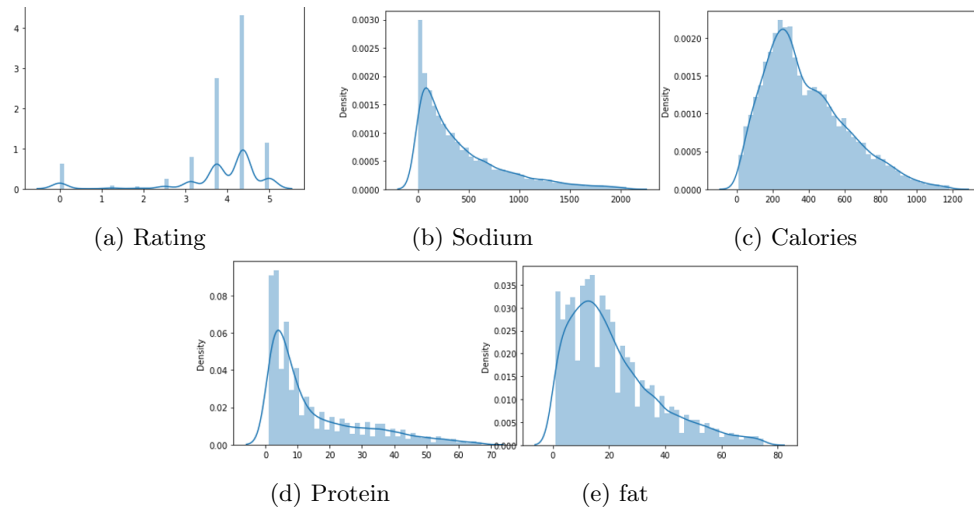 4
3
2
1
0
0 1 2 3 4 5
(a) Rating
Density
0.0030
0.0025
0.0020
0.0015
0.0010
0.0005
0.0000
0 500 1000 1500 2000
(b) Sodium
Density
0.0020
0.0015
0.0010
0.0005
0.0000
0 200 400 600 800 1000 1200
(c) Calories
Density
0.08
0.06
0.04
0.02
0.00
0 10 20 30 40 50 60 70
(d) Protein
Density
0.035
0.030
0.025
0.020
0.015
0.010
0.005
0.000
0 20 40 60 80
(e) fat